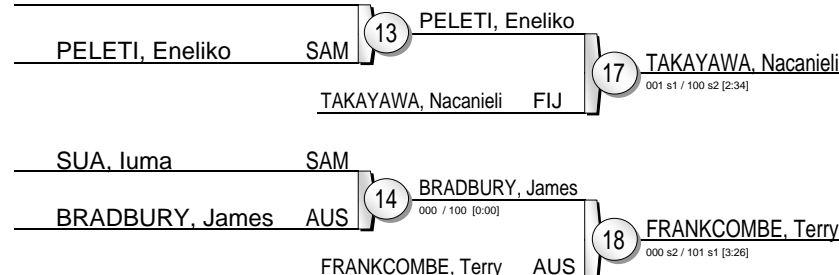 PELETI, Eneliko SAM
13
PELETI, Eneliko
TAKAYAWA, Nacanieli FIJ
17
TAKAYAWA, Nacanieli
001 s1 / 100 s2 [2:34]
SUA, Iuma SAM
BRADBURY, James AUS
14
BRADBURY, James
000 / 100 [0:00]
FRANKCOMBE, Terry AUS
18
FRANKCOMBE, Terry
000 s2 / 101 s1 [3:26]